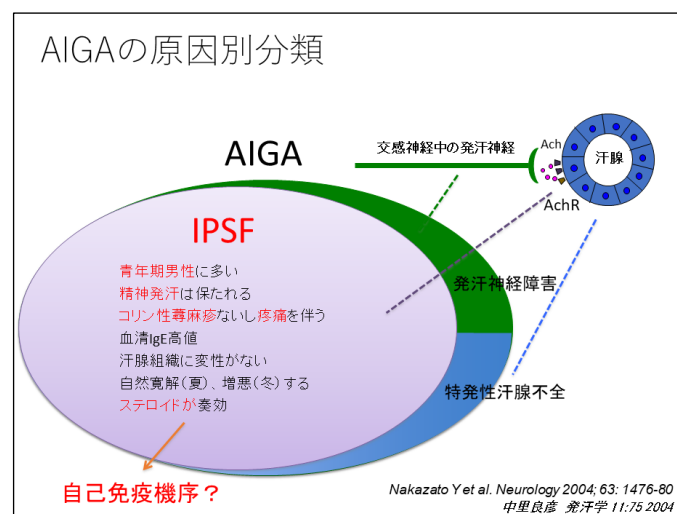 AIGAの原因別分類
交感神経中の発汗神経
Ach
汗腺
AIGA
AchR
IPSF
青年期男性に多い
精神発汗は保たれる
コリン性蕁麻疹ないし疼痛を伴う
血清IgE高値
汗腺組織に変性がない
自然寛解(夏)、増悪(冬)する
ステロイドが奏効
発汗神経障害
特発性汗腺不全
自己免疫機序？
Nakazato Y et al. Neurology 2004; 63: 1476-80
中里良彦 発汗学 11:75 2004